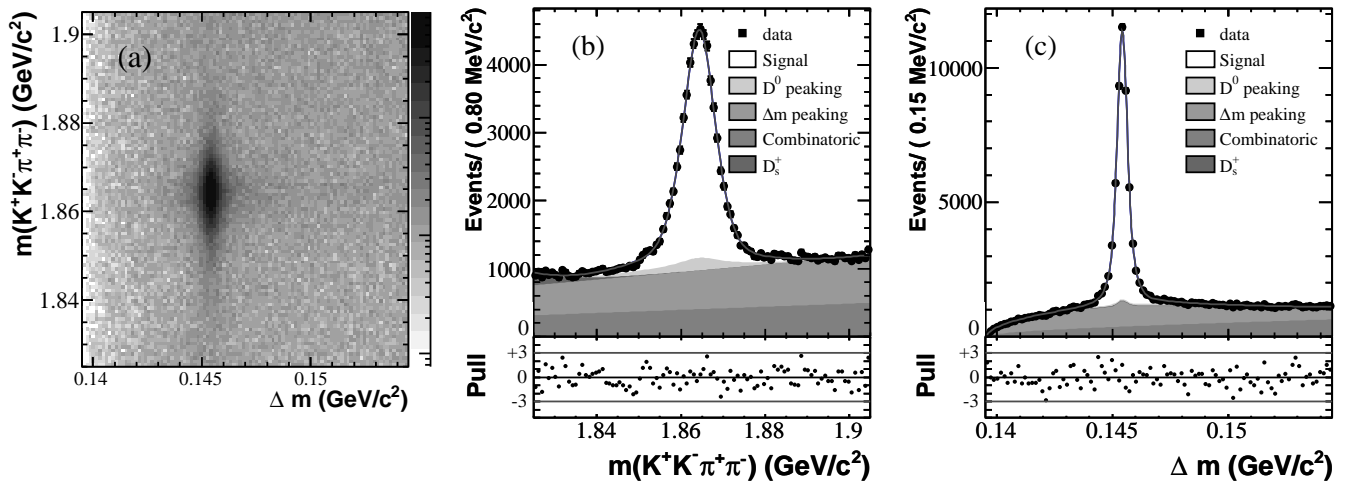 (a)
m(K⁺K⁻π⁺π⁻) (GeV/c²)
1.9
1.88
1.86
1.84
0.14 0.145 0.15
Δ m (GeV/c²)
(b)
Events/ ( 0.80 MeV/c²)
4000
3000
2000
1000
0
data
Signal
D⁰ peaking
Δm peaking
Combinatoric
Dₛ⁺
Pull
+3
0
-3
1.84 1.86 1.88 1.9
m(K⁺K⁻π⁺π⁻) (GeV/c²)
(c)
Events/ ( 0.15 MeV/c²)
10000
5000
0
data
Signal
D⁰ peaking
Δm peaking
Combinatoric
Dₛ⁺
Pull
+3
0
-3
0.14 0.145 0.15
Δ m (GeV/c²)